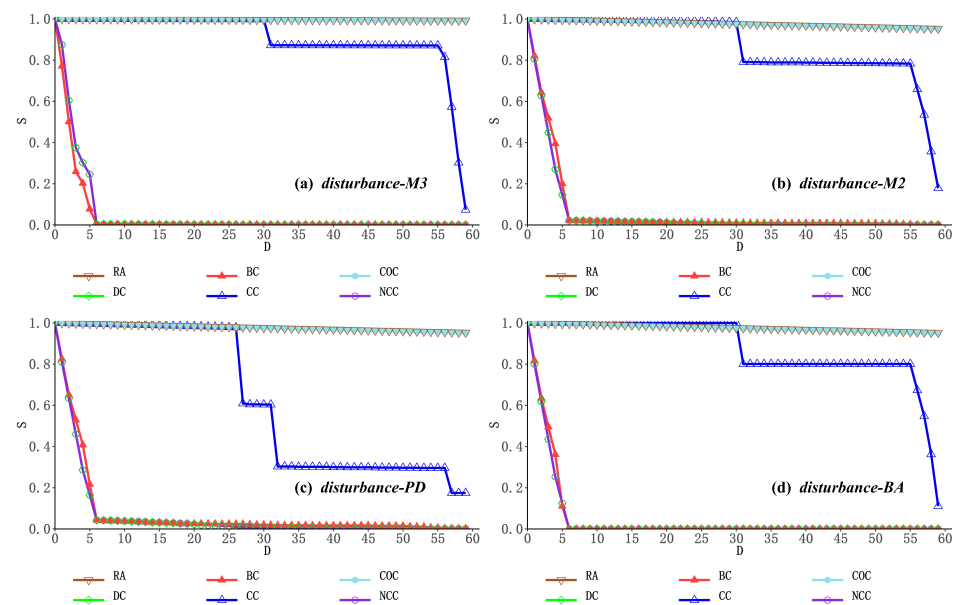 1.0 0.8 0.6 0.4 0.2 0.0
S
(a) disturbance-M3
0 5 10 15 20 25 30 35 40 45 50 55 60
D
RA BC COC
DC CC NCC
1.0 0.8 0.6 0.4 0.2 0.0
S
(b) disturbance-M2
0 5 10 15 20 25 30 35 40 45 50 55 60
D
RA BC COC
DC CC NCC
1.0 0.8 0.6 0.4 0.2 0.0
S
(c) disturbance-PD
0 5 10 15 20 25 30 35 40 45 50 55 60
D
RA BC COC
DC CC NCC
1.0 0.8 0.6 0.4 0.2 0.0
S
(d) disturbance-BA
0 5 10 15 20 25 30 35 40 45 50 55 60
D
RA BC COC
DC CC NCC